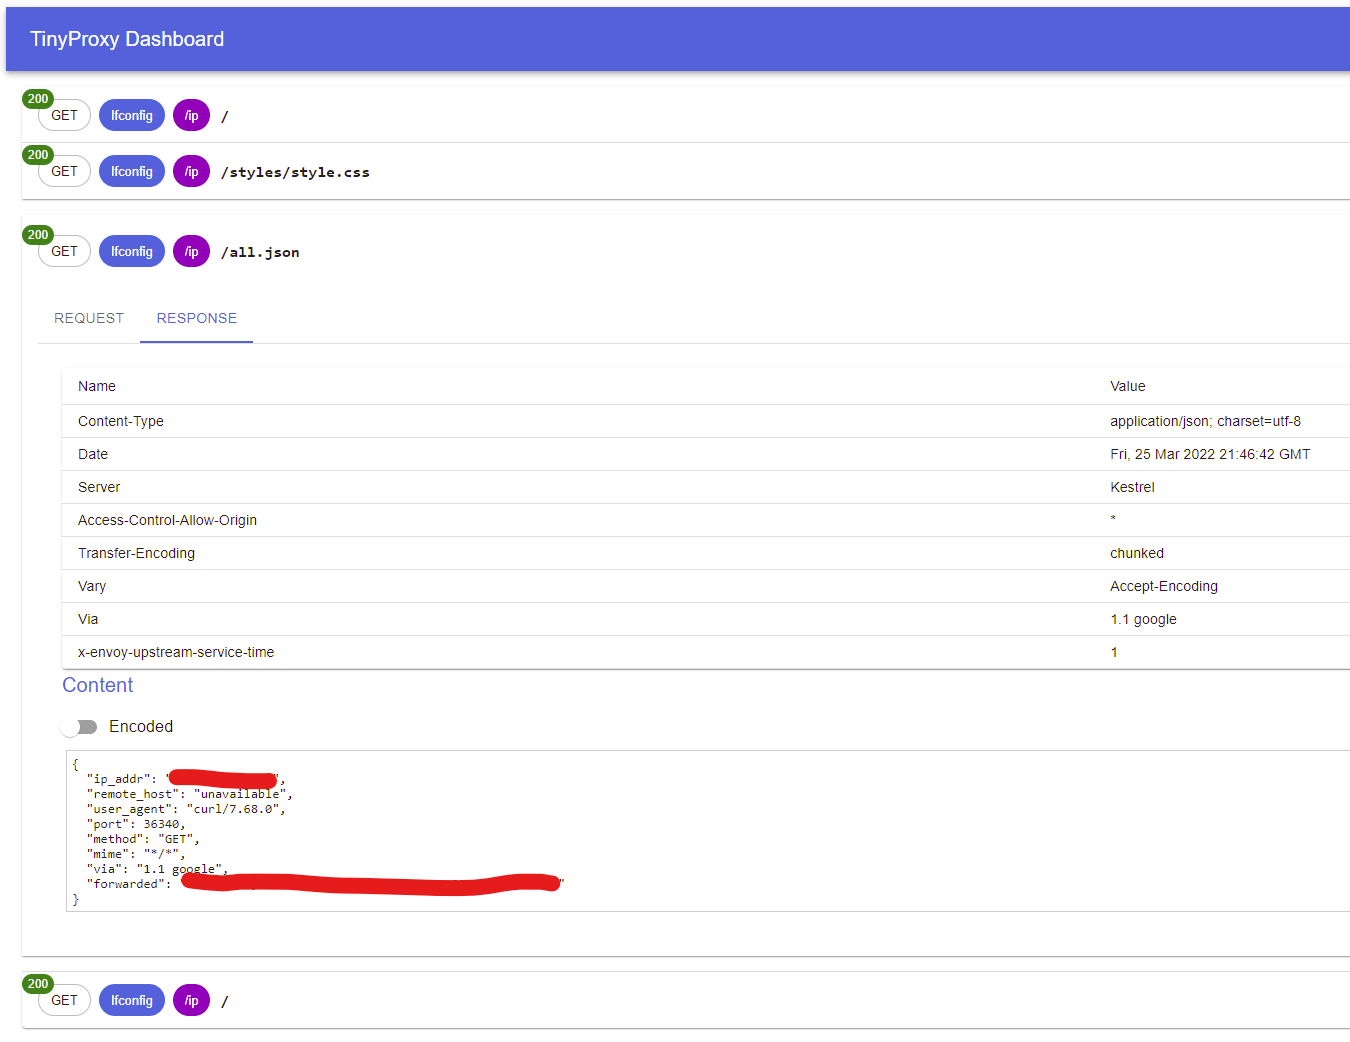 TinyProxy Dashboard
200
GET Ifconfig /ip /
200
GET Ifconfig /ip /styles/style.css
200
GET Ifconfig /ip /all.json
REQUEST RESPONSE
Name Value
Content-Type application/json; charset=utf-8
Date Fri, 25 Mar 2022 21:46:42 GMT
Server Kestrel
Access-Control-Allow-Origin *
Transfer-Encoding chunked
Vary Accept-Encoding
Via 1.1 google
x-envoy-upstream-service-time 1
Content
Encoded
{
"ip_addr": "",
"remote_host": "unavailable",
"user_agent": "curl/7.68.0",
"port": 36340,
"method": "GET",
"mime": "*/*",
"via": "1.1 google",
"forwarded": "
}
200
GET Ifconfig /ip /